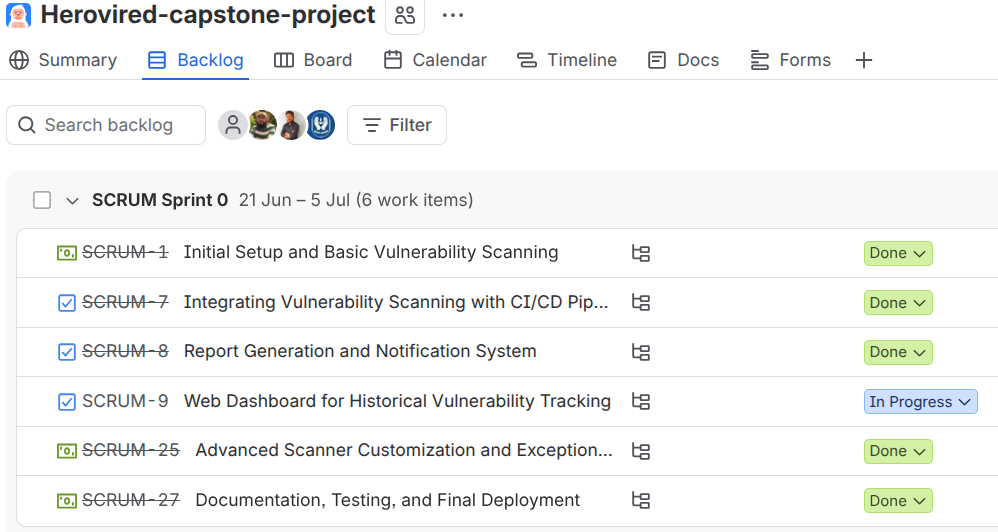 Herovired-capstone-project
Summary Backlog Board Calendar Timeline Docs Forms
Search backlog Filter
SCRUM Sprint 0 21 Jun – 5 Jul (6 work items)
SCRUM-1 Initial Setup and Basic Vulnerability Scanning Done
SCRUM-7 Integrating Vulnerability Scanning with CI/CD Pip... Done
SCRUM-8 Report Generation and Notification System Done
SCRUM-9 Web Dashboard for Historical Vulnerability Tracking In Progress
SCRUM-25 Advanced Scanner Customization and Exception... Done
SCRUM-27 Documentation, Testing, and Final Deployment Done